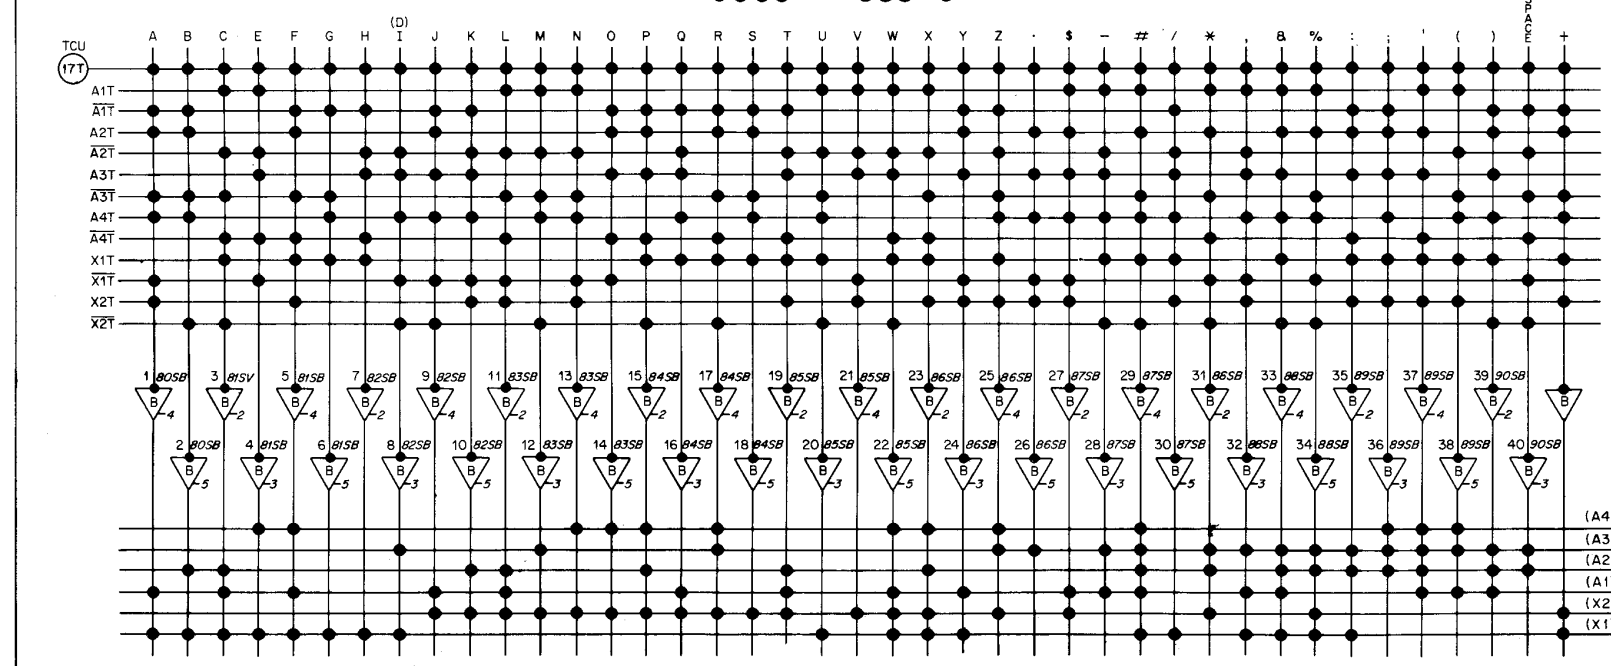 (D)
A B C E F G H I J K L M N O P Q R S T U V W X Y Z · $ - # / * , & % : ; ' ( ) SPACE +
TCU
17T
A1T
A̅1̅T̅
A2T
A̅2̅T̅
A3T
A̅3̅T̅
A4T
A̅4̅T̅
X1T
X̅1̅T̅
X2T
X̅2̅T̅
1 80SB 3 81SV 5 81SB 7 82SB 9 82SB 11 83SB 13 83SB 15 84SB 17 84SB 19 85SB 21 85SB 23 86SB 25 86SB 27 87SB 29 87SB 31 86SB 33 88SB 35 89SB 37 89SB 39 90SB
B B B B B B B B B B B B B B B B B B B B B
4 2 4 2 4 2 4 2 4 2 4 2 4 2 4 2 4 2 4 2
2 80SB 4 81SB 6 81SB 8 82SB 10 82SB 12 83SB 14 83SB 16 84SB 18 84SB 20 85SB 22 85SB 24 86SB 26 86SB 28 87SB 30 87SB 32 88SB 34 88SB 36 89SB 38 89SB 40 90SB
B B B B B B B B B B B B B B B B B B B B
5 3 5 3 5 3 5 3 5 3 5 3 5 3 5 3 5 3 5 3
(A4
(A3
(A2
(A1
(X2
(X1